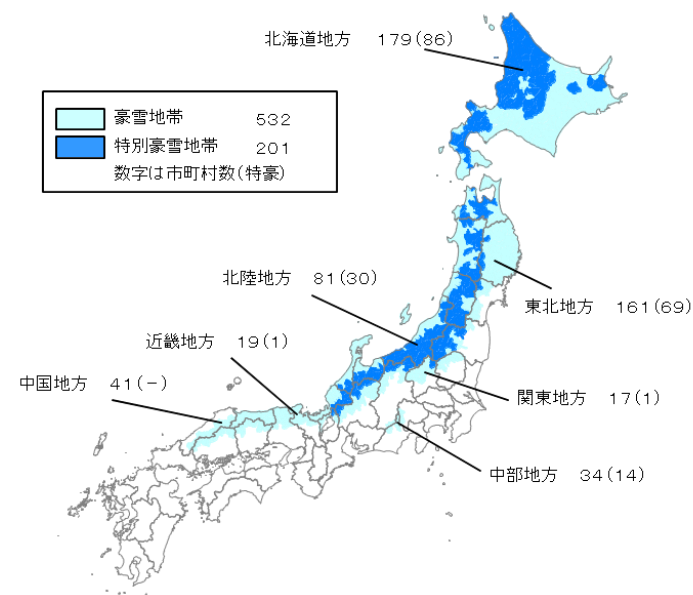 北海道地方 179(86)
豪雪地帯 532
特別豪雪地帯 201
数字は市町村数(特豪)
北陸地方 81(30)
東北地方 161(69)
近畿地方 19(1)
中国地方 41(-)
関東地方 17(1)
中部地方 34(14)